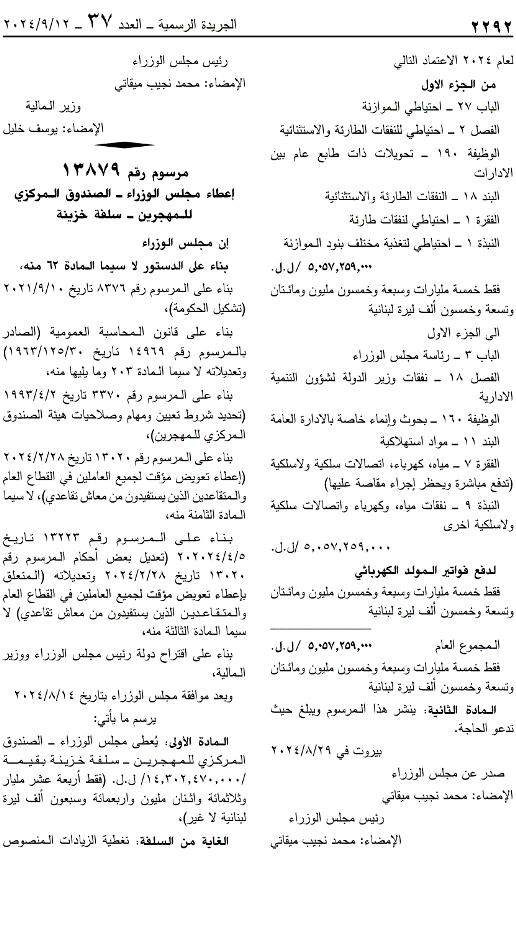 ٢٢٩٢
الجريدة الرسمية – العدد ٣٧ – ٢٠٢٤/٩/١٢
لعام ٢٠٢٤ الاعتماد التالي
من الجزء الاول
الباب ٢٧ – احتياطي الموازنة
الفصل ٢ – احتياطي للنفقات الطارئة والاستثنائية
الوظيفة ١٩٠ – تحويلات ذات طابع عام بين
الادارات
البند ١٨ – النفقات الطارئة والاستثنائية
الفقرة ١ – احتياطي لنفقات طارئة
النبذة ١ – احتياطي لتغذية مختلف بنود الموازنة
٥,٠٥٧,٢٥٩,٠٠٠ /ل.ل.
فقط خمسة مليارات وسبعة وخمسون مليون ومائتان
وتسعة وخمسون ألف ليرة لبنانية
الى الجزء الاول
الباب ٣ – رئاسة مجلس الوزراء
الفصل ١٨ – نفقات وزير الدولة لشؤون التنمية
الادارية
الوظيفة ١٦٠ – بحوث وإنماء خاصة بالادارة العامة
البند ١١ – مواد استهلاكية
الفقرة ٧ – مياه، كهرباء، اتصالات سلكية ولاسلكية
(تدفع مباشرة ويحظر إجراء مقاصة عليها)
النبذة ٩ – نفقات مياه، وكهرباء واتصالات سلكية
ولاسلكية اخرى
٥,٠٥٧,٢٥٩,٠٠٠ /ل.ل.
لدفع فواتير المولد الكهربائي
فقط خمسة مليارات وسبعة وخمسون مليون ومائتان
وتسعة وخمسون ألف ليرة لبنانية
المجموع العام ٥,٠٥٧,٢٥٩,٠٠٠ /ل.ل.
فقط خمسة مليارات وسبعة وخمسون مليون ومائتان
وتسعة وخمسون ألف ليرة لبنانية
المادة الثانية: ينشر هذا المرسوم ويبلغ حيث
تدعو الحاجة.
بيروت في ٢٠٢٤/٨/٢٩
صدر عن مجلس الوزراء
الإمضاء: محمد نجيب ميقاتي
رئيس مجلس الوزراء
الإمضاء: محمد نجيب ميقاتي
رئيس مجلس الوزراء
الإمضاء: محمد نجيب ميقاتي
وزير المالية
الإمضاء: يوسف خليل
مرسوم رقم ١٣٨٧٩
إعطاء مجلس الوزراء – الصندوق المركزي
للمهجرين – سلفة خزينة
إن مجلس الوزراء
بناء على الدستور لا سيما المادة ٦٢ منه،
بناء على المرسوم رقم ٨٣٧٦ تاريخ ٢٠٢١/٩/١٠
(تشكيل الحكومة)،
بناء على قانون المحاسبة العمومية (الصادر
بالمرسوم رقم ١٤٩٦٩ تاريخ ١٩٦٣/١٢٥/٣٠)
وتعديلاته لا سيما المادة ٢٠٣ وما يليها منه،
بناء على المرسوم رقم ٣٣٧٠ تاريخ ١٩٩٣/٤/٢
(تحديد شروط تعيين ومهام وصلاحيات هيئة الصندوق
المركزي للمهجرين)،
بناء على المرسوم رقم ١٣٠٢٠ تاريخ ٢٠٢٤/٢/٢٨
(إعطاء تعويض مؤقت لجميع العاملين في القطاع العام
والمتقاعدين الذين يستفيدون من معاش تقاعدي)، لا سيما
المادة الثامنة منه،
بناء على المرسوم رقم ١٣٢٢٣ تاريخ
٢٠٢٠٢٤/٤/٥ (تعديل بعض أحكام المرسوم رقم
١٣٠٢٠ تاريخ ٢٠٢٤/٢/٢٨ وتعديلاته (المتعلق
بإعطاء تعويض مؤقت لجميع العاملين في القطاع العام
والمتقاعدين الذين يستفيدون من معاش تقاعدي) لا
سيما المادة الثالثة منه،
بناء على اقتراح دولة رئيس مجلس الوزراء ووزير
المالية،
وبعد موافقة مجلس الوزراء بتاريخ ٢٠٢٤/٨/١٤
يرسم ما يأتي:
المادة الأولى: يُعطى مجلس الوزراء – الصندوق
المركزي للمهجرين – سلفة خزينة بقيمة
/١٤,٣٠٢,٤٧٠,٠٠٠/ ل.ل. (فقط أربعة عشر مليار
وثلاثمائة واثنان مليون واربعمائة وسبعون ألف ليرة
لبنانية لا غير)،
الغاية من السلفة: تغطية الزيادات المنصوص